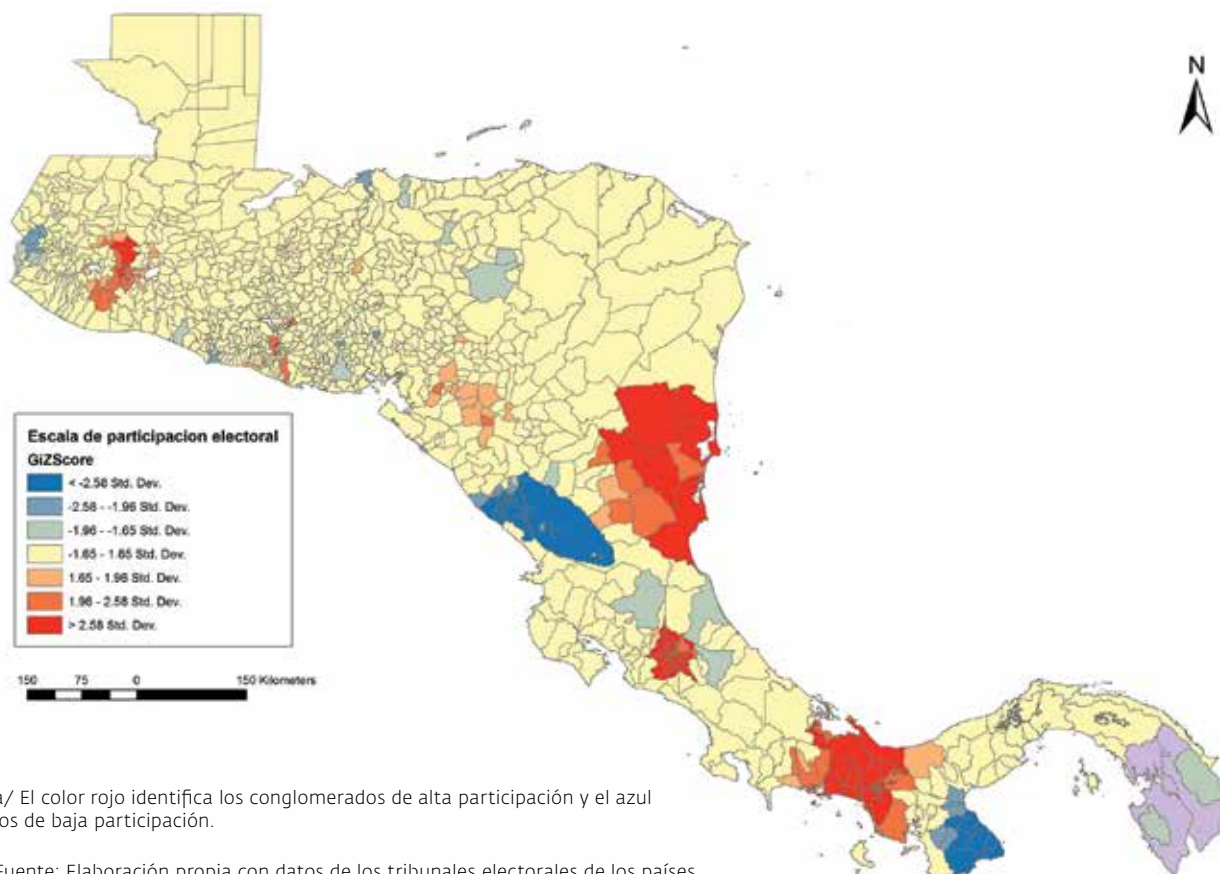 N
Escala de participacion electoral
GiZScore
< -2.58 Std. Dev.
-2.58 - -1.96 Std. Dev.
-1.96 - -1.65 Std. Dev.
-1.65 - 1.65 Std. Dev.
1.65 - 1.96 Std. Dev.
1.96 - 2.58 Std. Dev.
> 2.58 Std. Dev.
150 75 0 150 Kilometers
a/ El color rojo identifica los conglomerados de alta participación y el azul
los de baja participación.
Fuente: Elaboración propia con datos de los tribunales electorales de los países